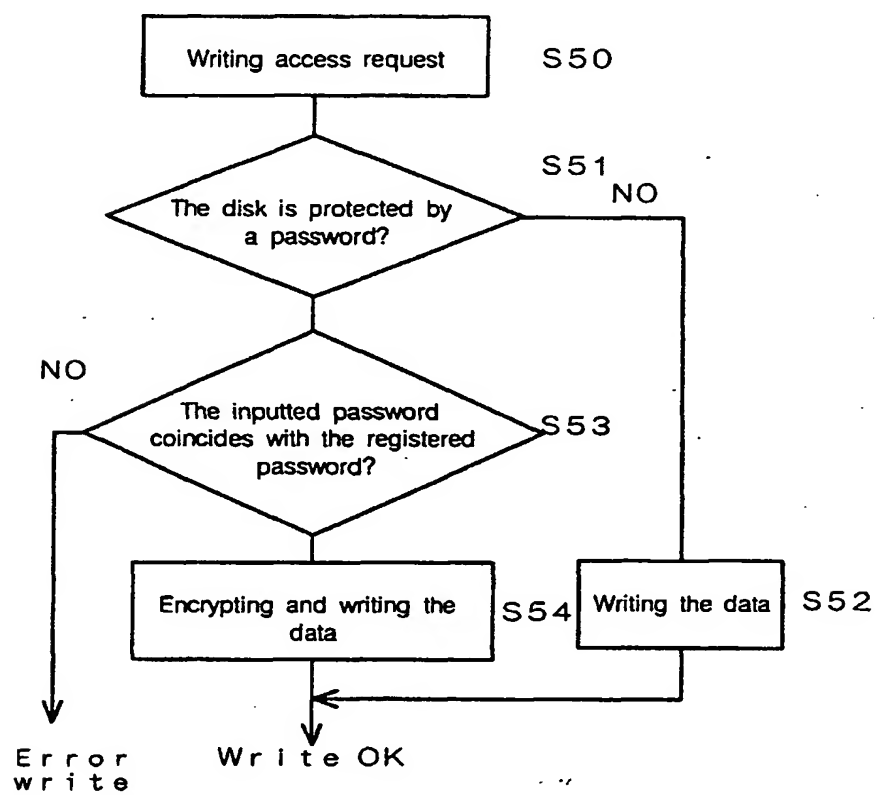 Writing access request
S50
S51
NO
The disk is protected by
a password?
NO
The inputted password
coincides with the registered
password?
S53
Encrypting and writing the
data
S54
Writing the data
S52
Error
write
Write OK